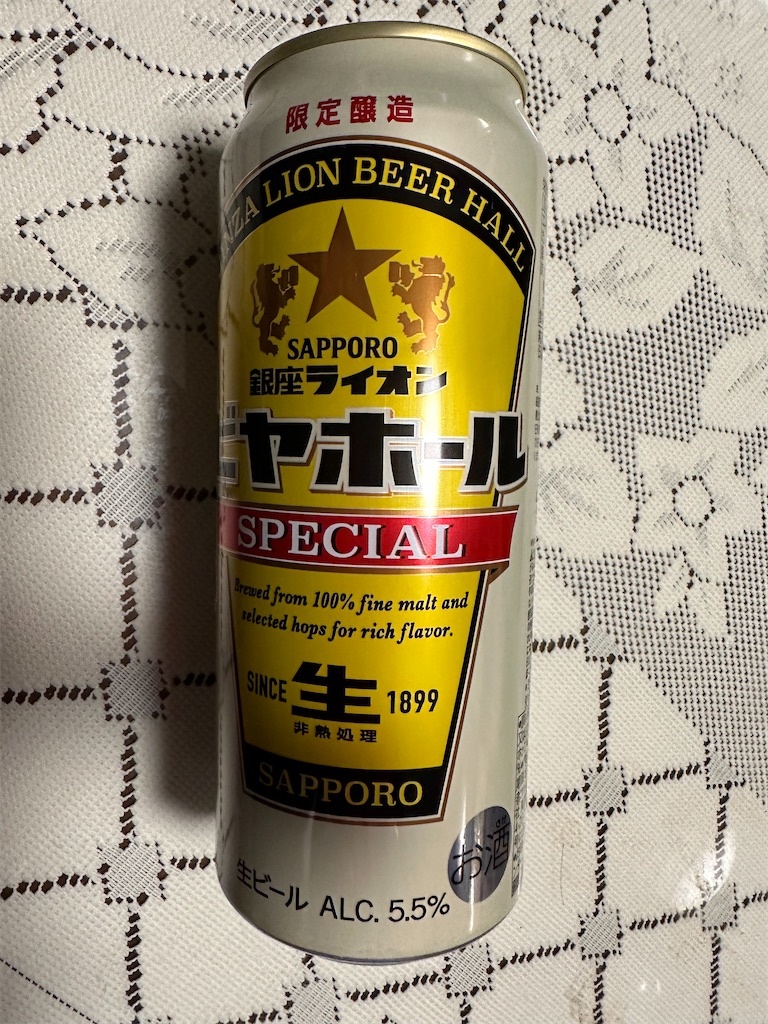 限定醸造
NZA LION BEER HALL
SAPPORO
銀座ライオン
ビヤホール
SPECIAL
Brewed from 100% fine malt and
selected hops for rich flavor.
SINCE 生 1899
非熱処理
SAPPORO
お酒
生ビール ALC. 5.5%